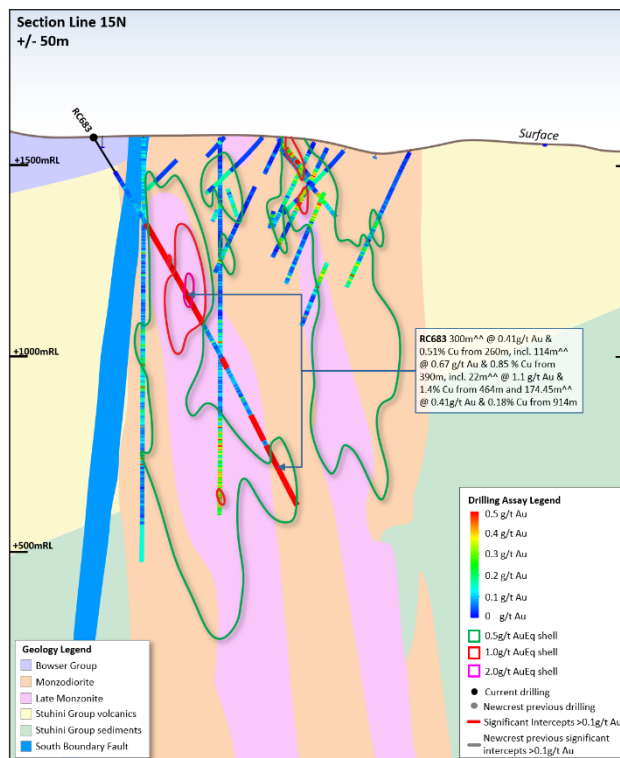 Section Line 15N
+/- 50m
RC683
Surface
+1500mRL
+1000mRL
+500mRL
RC683 300m^^ @ 0.41g/t Au &
0.51% Cu from 260m, incl. 114m^^
@ 0.67 g/t Au & 0.85 % Cu from
390m, incl. 22m^^ @ 1.1 g/t Au &
1.4% Cu from 464m and 174.45m^^
@ 0.41g/t Au & 0.18% Cu from 914m
Geology Legend
Bowser Group
Monzodiorite
Late Monzonite
Stuhini Group volcanics
Stuhini Group sediments
South Boundary Fault
Drilling Assay Legend
0.5 g/t Au
0.4 g/t Au
0.3 g/t Au
0.2 g/t Au
0.1 g/t Au
0 g/t Au
0.5g/t AuEq shell
1.0g/t AuEq shell
2.0g/t AuEq shell
Current drilling
Newcrest previous drilling
Significant Intercepts >0.1g/t Au
Newcrest previous significant
intercepts >0.1g/t Au